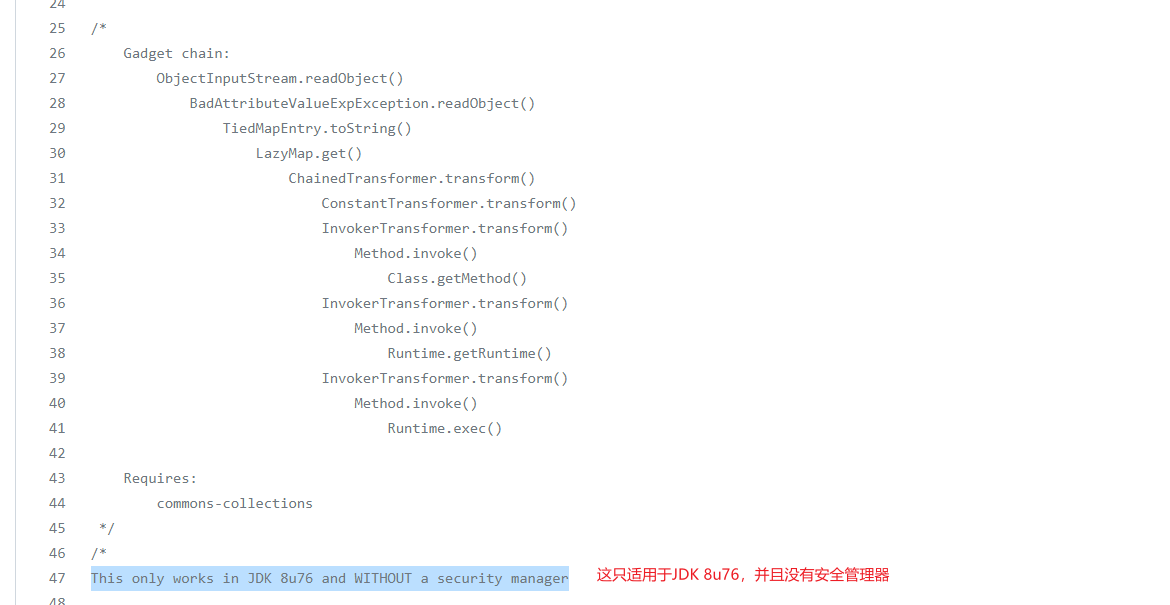 24
25 /*
26 Gadget chain:
27 ObjectInputStream.readObject()
28 BadAttributeValueExpException.readObject()
29 TiedMapEntry.toString()
30 LazyMap.get()
31 ChainedTransformer.transform()
32 ConstantTransformer.transform()
33 InvokerTransformer.transform()
34 Method.invoke()
35 Class.getMethod()
36 InvokerTransformer.transform()
37 Method.invoke()
38 Runtime.getRuntime()
39 InvokerTransformer.transform()
40 Method.invoke()
41 Runtime.exec()
42
43 Requires:
44 commons-collections
45 */
46 /*
47 This only works in JDK 8u76 and WITHOUT a security manager 这只适用于JDK 8u76，并且没有安全管理器
48